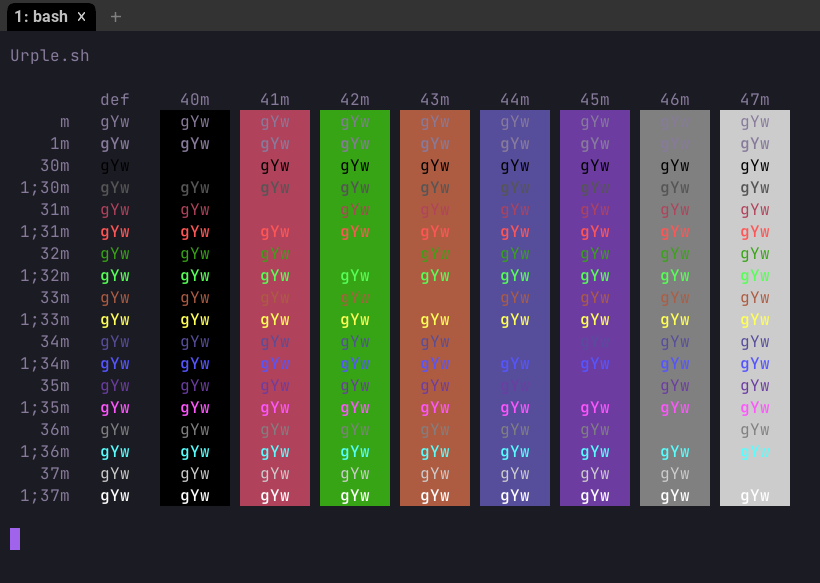 1: bash x +
Urple.sh
def 40m 41m 42m 43m 44m 45m 46m 47m
m gYw gYw gYw gYw gYw gYw gYw gYw gYw
1m gYw gYw gYw gYw gYw gYw gYw gYw gYw
30m gYw gYw gYw gYw gYw gYw gYw gYw
1;30m gYw gYw gYw gYw gYw gYw gYw gYw gYw
31m gYw gYw gYw gYw gYw gYw gYw gYw
1;31m gYw gYw gYw gYw gYw gYw gYw gYw gYw
32m gYw gYw gYw gYw gYw gYw gYw gYw
1;32m gYw gYw gYw gYw gYw gYw gYw gYw gYw
33m gYw gYw gYw gYw gYw gYw gYw gYw
1;33m gYw gYw gYw gYw gYw gYw gYw gYw gYw
34m gYw gYw gYw gYw gYw gYw gYw gYw
1;34m gYw gYw gYw gYw gYw gYw gYw gYw gYw
35m gYw gYw gYw gYw gYw gYw gYw gYw
1;35m gYw gYw gYw gYw gYw gYw gYw gYw gYw
36m gYw gYw gYw gYw gYw gYw gYw gYw
1;36m gYw gYw gYw gYw gYw gYw gYw gYw gYw
37m gYw gYw gYw gYw gYw gYw gYw gYw
1;37m gYw gYw gYw gYw gYw gYw gYw gYw gYw